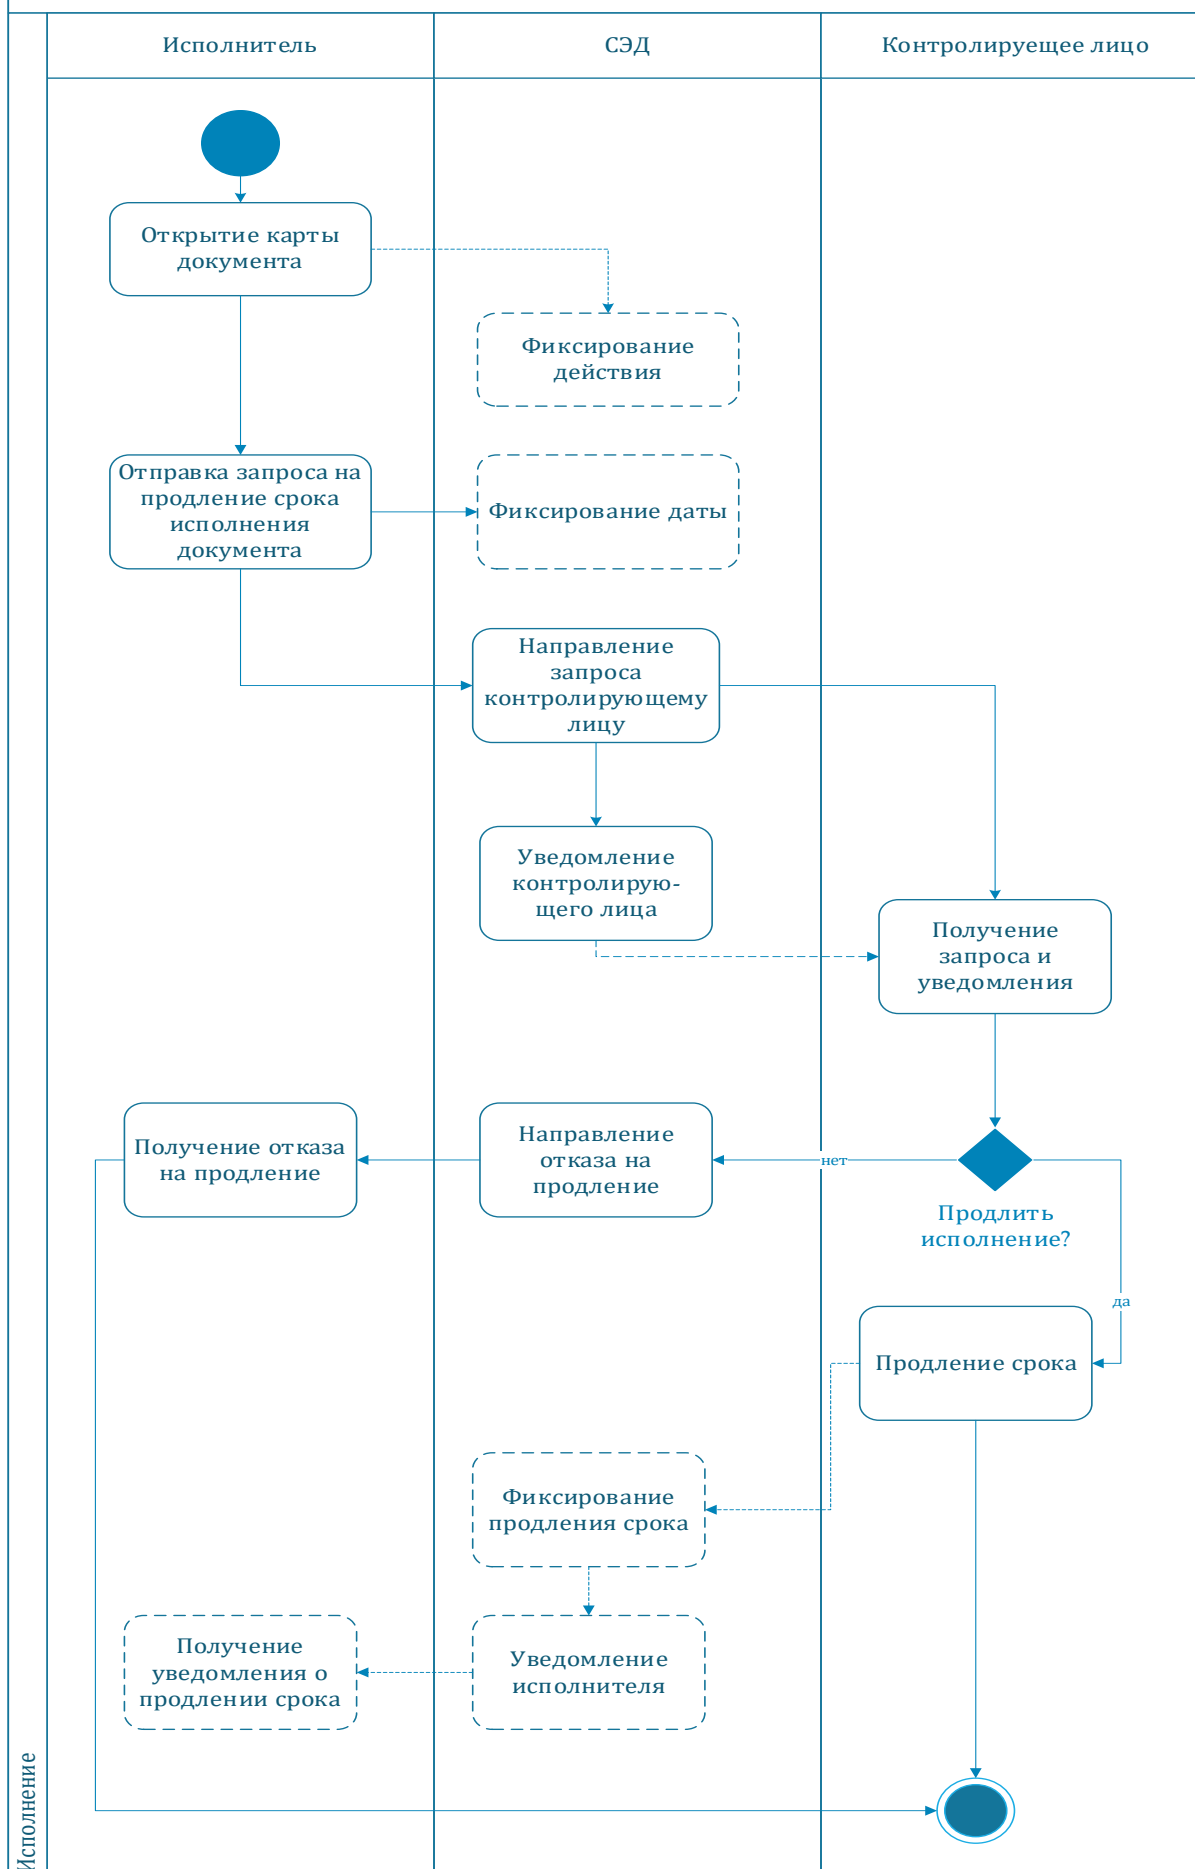 Исполнитель
СЭД
Контролируещее лицо
Открытие карты
документа
Фиксирование
действия
Отправка запроса на
продление срока
исполнения
документа
Фиксирование даты
Направление
запроса
контролирующему
лицу
Уведомление
контролирую-
щего лица
Получение
запроса и
уведомления
Получение отказа
на продление
Направление
отказа на
продление
нет
Продлить
исполнение?
да
Продление срока
Фиксирование
продления срока
Получение
уведомления о
продлении срока
Уведомление
исполнителя
Исполнение